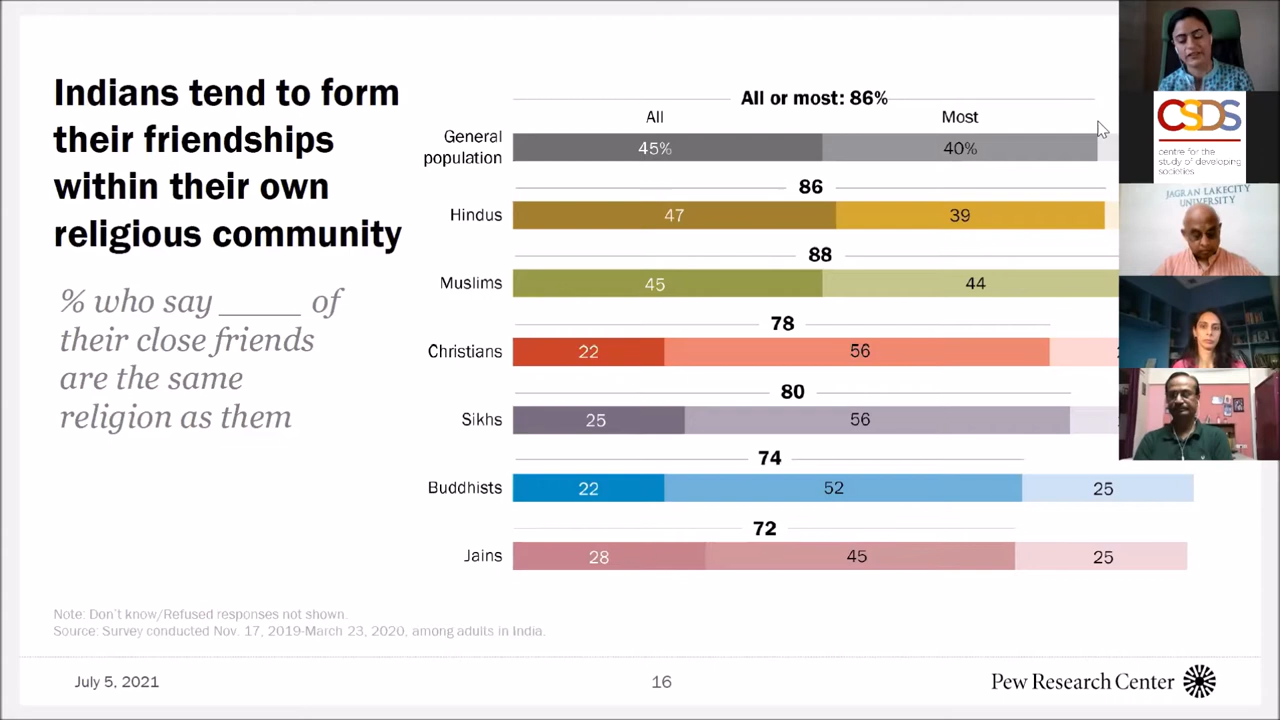 Indians tend to form
their friendships
within their own
religious community
% who say _____ of
their close friends
are the same
religion as them
All or most: 86%
All Most
General
population 45% 40%
86
Hindus 47 39
88
Muslims 45 44
78
Christians 22 56
80
Sikhs 25 56
74
Buddhists 22 52 25
72
Jains 28 45 25
Note: Don't know/Refused responses not shown.
Source: Survey conducted Nov. 17, 2019-March 23, 2020, among adults in India.
July 5, 2021
16
Pew Research Center
CSDS
centre for the
study of developing
societies
JAGRAN LAKECITY
UNIVERSITY